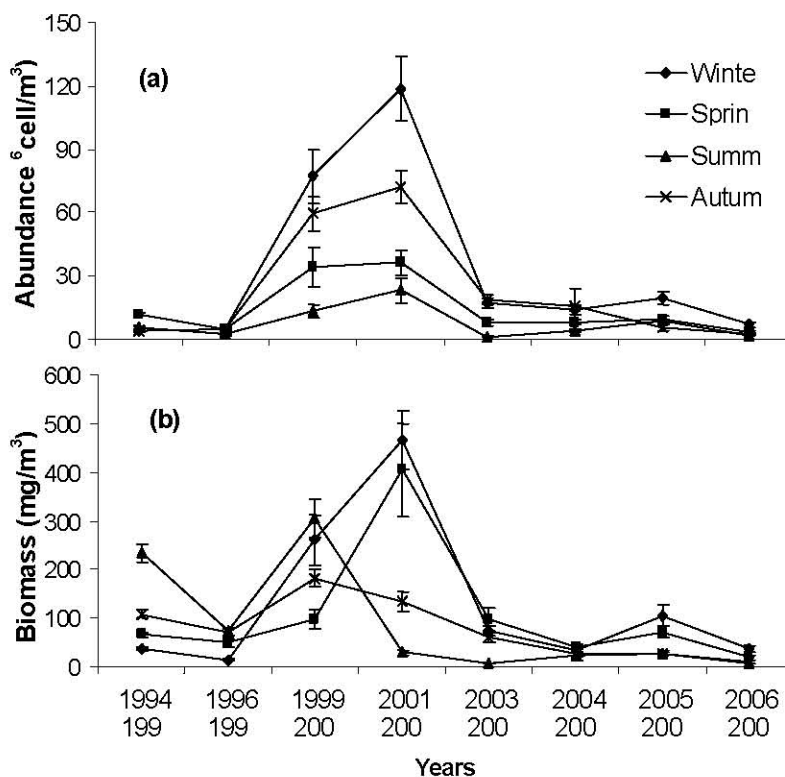 150
120
90
60
30
0
Abundance ⁶cell/m³
(a)
Winte
Sprin
Summ
Autum
600
500
400
300
200
100
0
Biomass (mg/m³)
(b)
1994 1996 1999 2001 2003 2004 2005 2006
199 199 200 200 200 200 200 200
Years